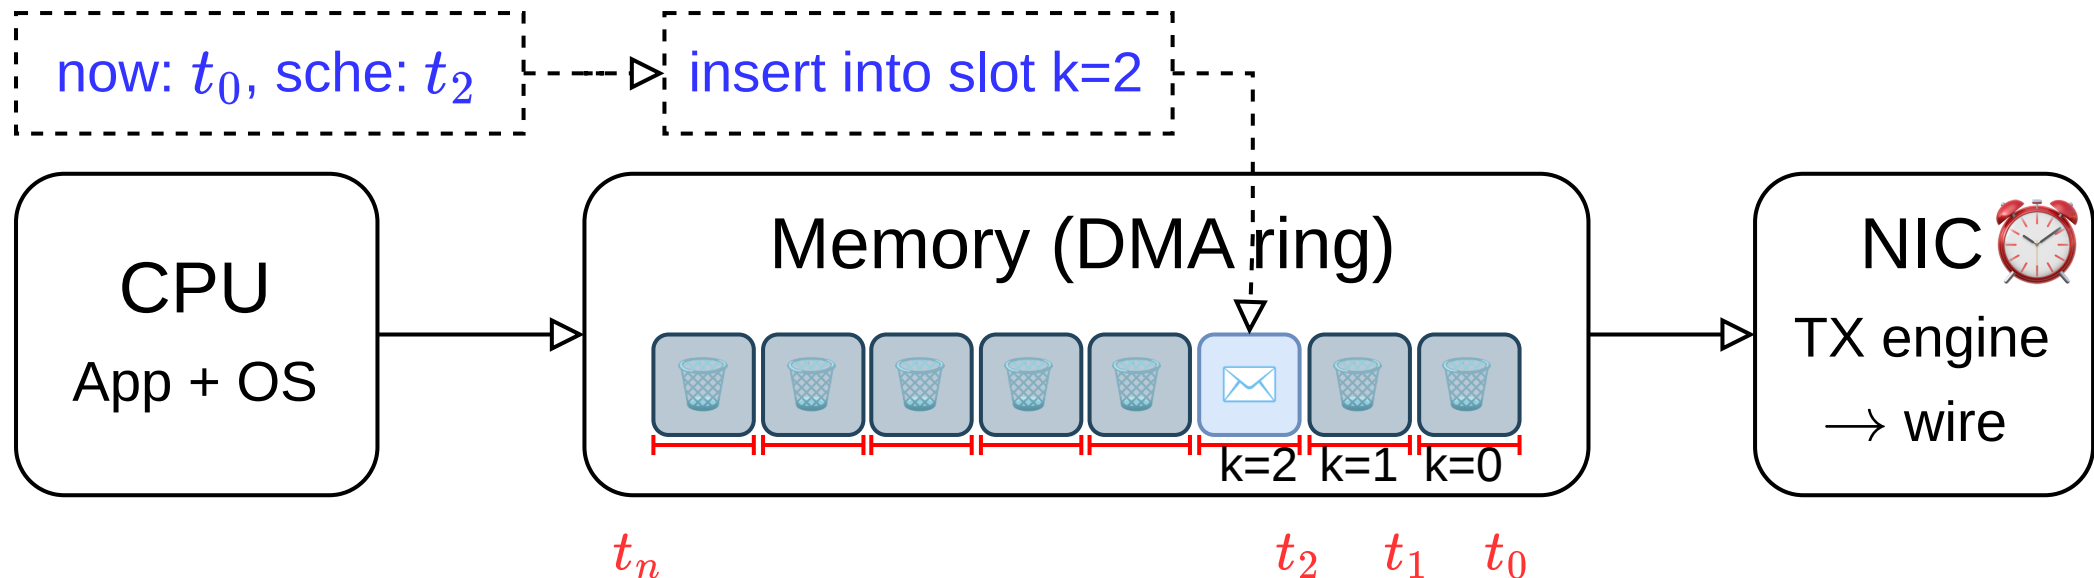 now: t₀, sche: t₂
insert into slot k=2
CPU
App + OS
Memory (DMA ring)
k=2 k=1 k=0
NIC
TX engine
→ wire
tₙ t₂ t₁ t₀